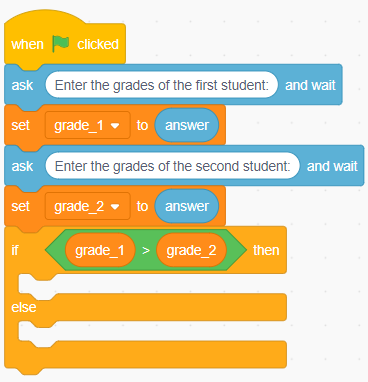 when clicked
ask Enter the grades of the first student: and wait
set grade_1 to answer
ask Enter the grades of the second student: and wait
set grade_2 to answer
if grade_1 > grade_2 then
else